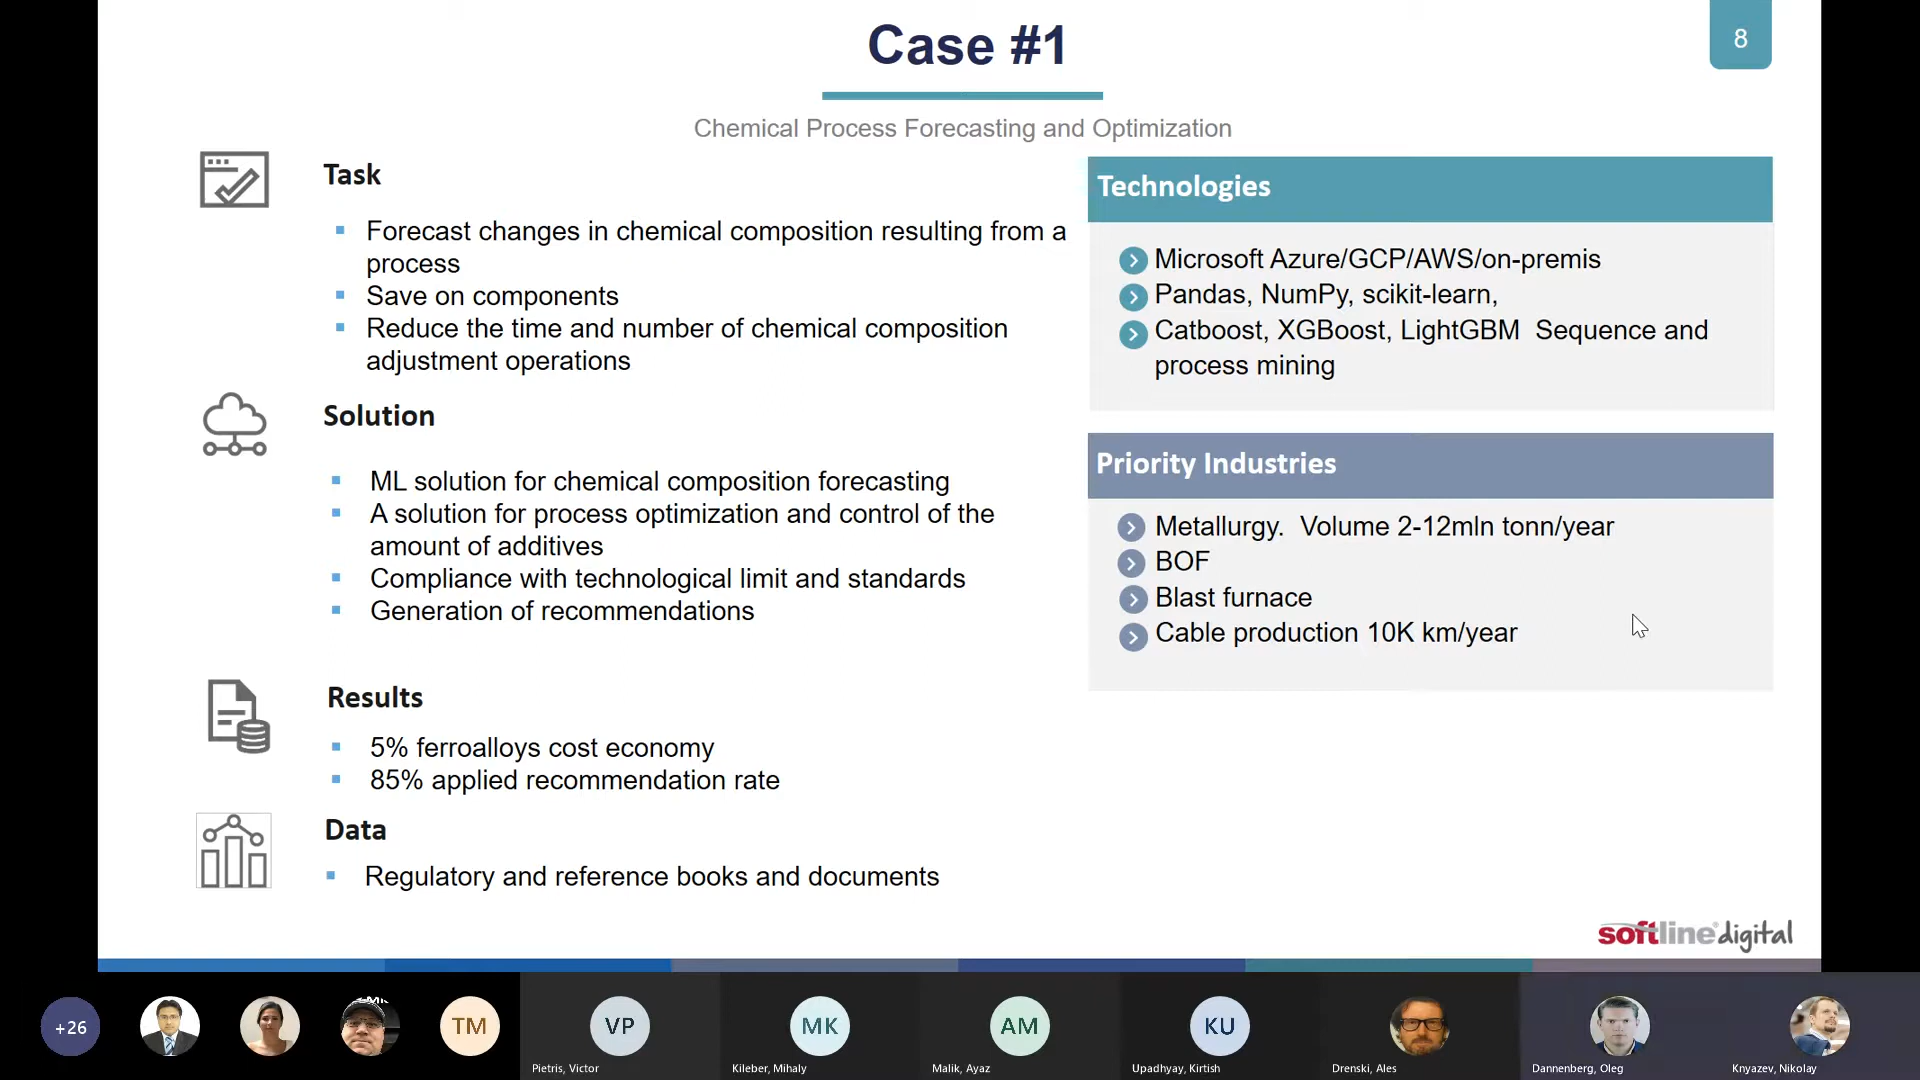 Case #1
8
Chemical Process Forecasting and Optimization
Task
Forecast changes in chemical composition resulting from a
process
Save on components
Reduce the time and number of chemical composition
adjustment operations
Solution
ML solution for chemical composition forecasting
A solution for process optimization and control of the
amount of additives
Compliance with technological limit and standards
Generation of recommendations
Results
5% ferroalloys cost economy
85% applied recommendation rate
Data
Regulatory and reference books and documents
Technologies
Microsoft Azure/GCP/AWS/on-premis
Pandas, NumPy, scikit-learn,
Catboost, XGBoost, LightGBM  Sequence and
process mining
Priority Industries
Metallurgy.  Volume 2-12mln tonn/year
BOF
Blast furnace
Cable production 10K km/year
softline digital
+26
TM
VP
MK
AM
KU
Pietris, Victor
Kileber, Mihaly
Malik, Ayaz
Upadhyay, Kirtish
Drenski, Ales
Dannenberg, Oleg
Knyazev, Nikolay